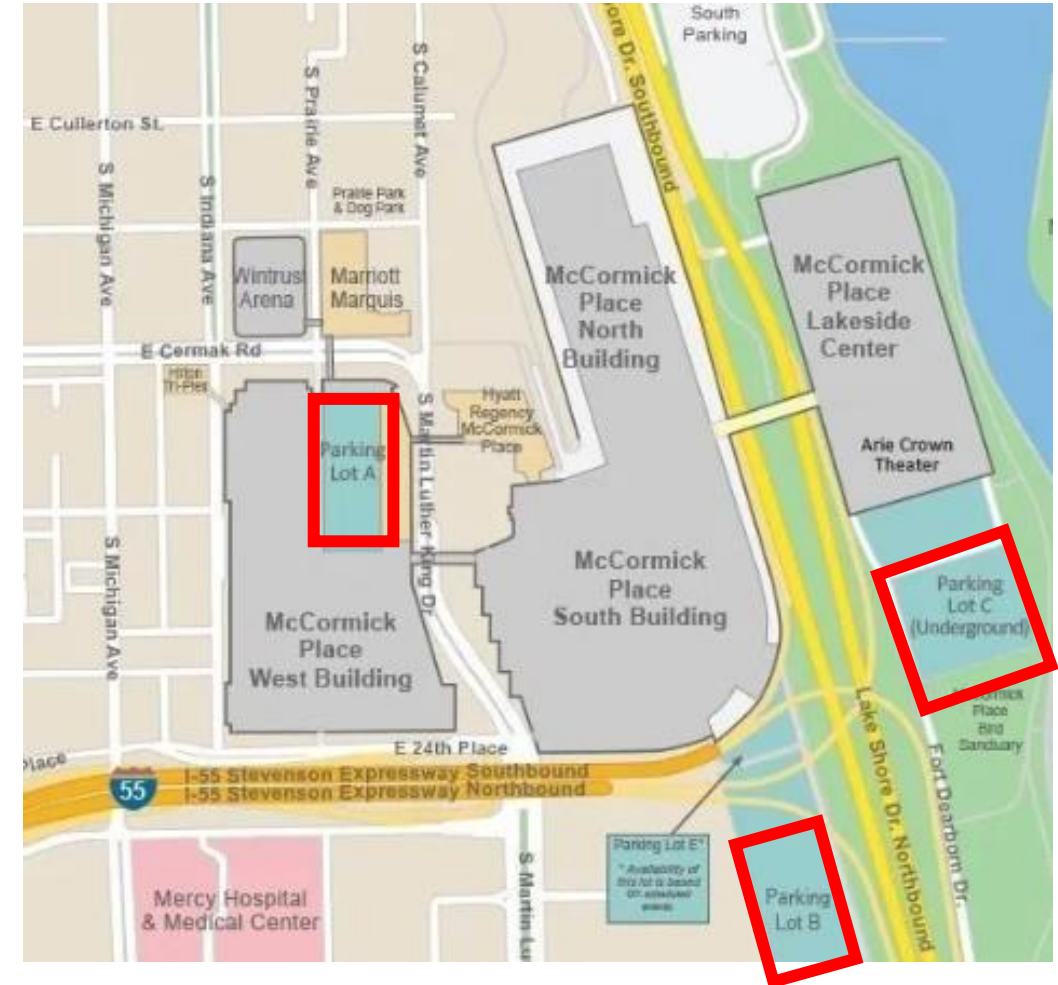 South
Parking
ore Dr. Southbound
S Calumet Ave
S Prairie Ave
E Cullerton St.
S Michigan Ave
S Indiana Ave
Prairie Park
& Dog Park
Wintrus
Arena
Marriott
Marquis
McCormick
Place
North
Building
McCormick
Place
Lakeside
Center
E Cermak Rd
Hilton
Tri-Plex
Hyatt
Regency
McCormick
Place
S Martin Luther King Dr.
Parking
Lot A
Arie Crown
Theater
S Michigan Ave
McCormick
Place
South Building
Parking
Lot C
(Underground)
McCormick
Place
West Building
Place
Bird
Sanctuary
E 24th Place
Place
I-55 Stevenson Expressway Southbound
I-55 Stevenson Expressway Northbound
55
Lake Shore Dr. Northbound
Fort Dearborn Dr.
Parking Lot E*
* Availability of
this lot is based
on scheduled
events.
S Martin Lu
Mercy Hospital
& Medical Center
Parking
Lot B